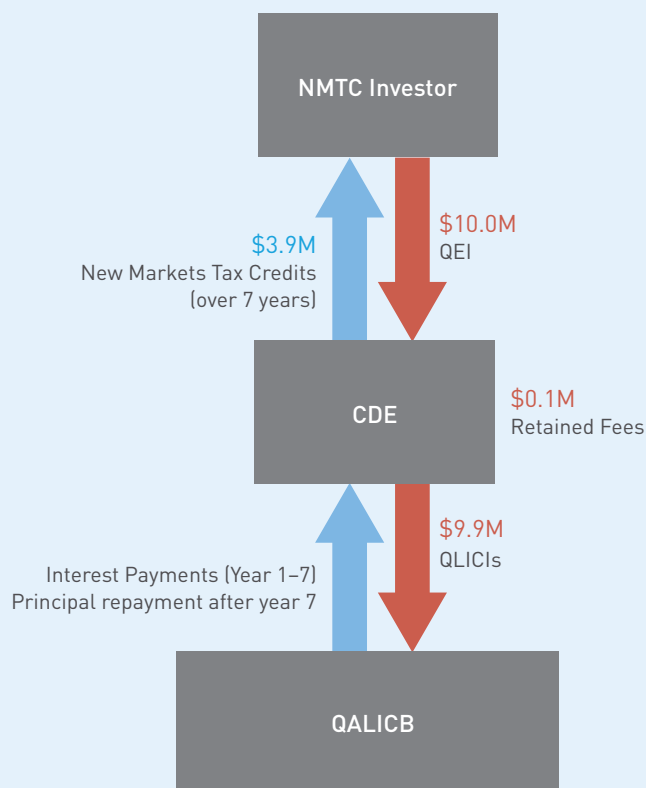 NMTC Investor
$3.9M
New Markets Tax Credits
(over 7 years)
$10.0M
QEI
CDE
$0.1M
Retained Fees
Interest Payments (Year 1–7)
Principal repayment after year 7
$9.9M
QLICIs
QALICB